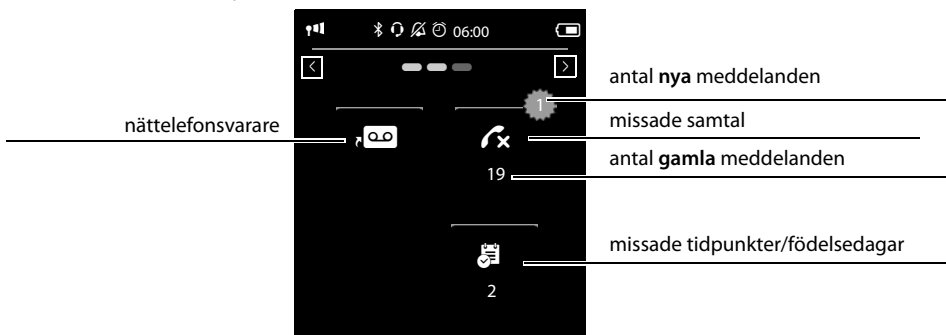 06:00
antal nya meddelanden
1
nättelefonsvarare
missade samtal
antal gamla meddelanden
19
missade tidpunkter/födelsedagar
2